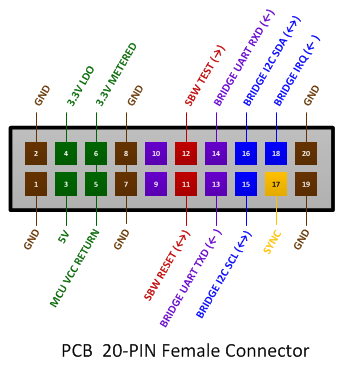 GND
3.3V LDO
3.3V METERED
GND
SBW TEST (→)
BRIDGE UART RXD (←)
BRIDGE I2C SDA (↔)
BRIDGE IRQ (←)
GND
2 4 6 8 10 12 14 16 18 20
1 3 5 7 9 11 13 15 17 19
GND
5V
MCU VCC RETURN
GND
SBW RESET (↔)
BRIDGE UART TXD (←)
BRIDGE I2C SCL (↔)
SYNC
GND
PCB 20-PIN Female Connector